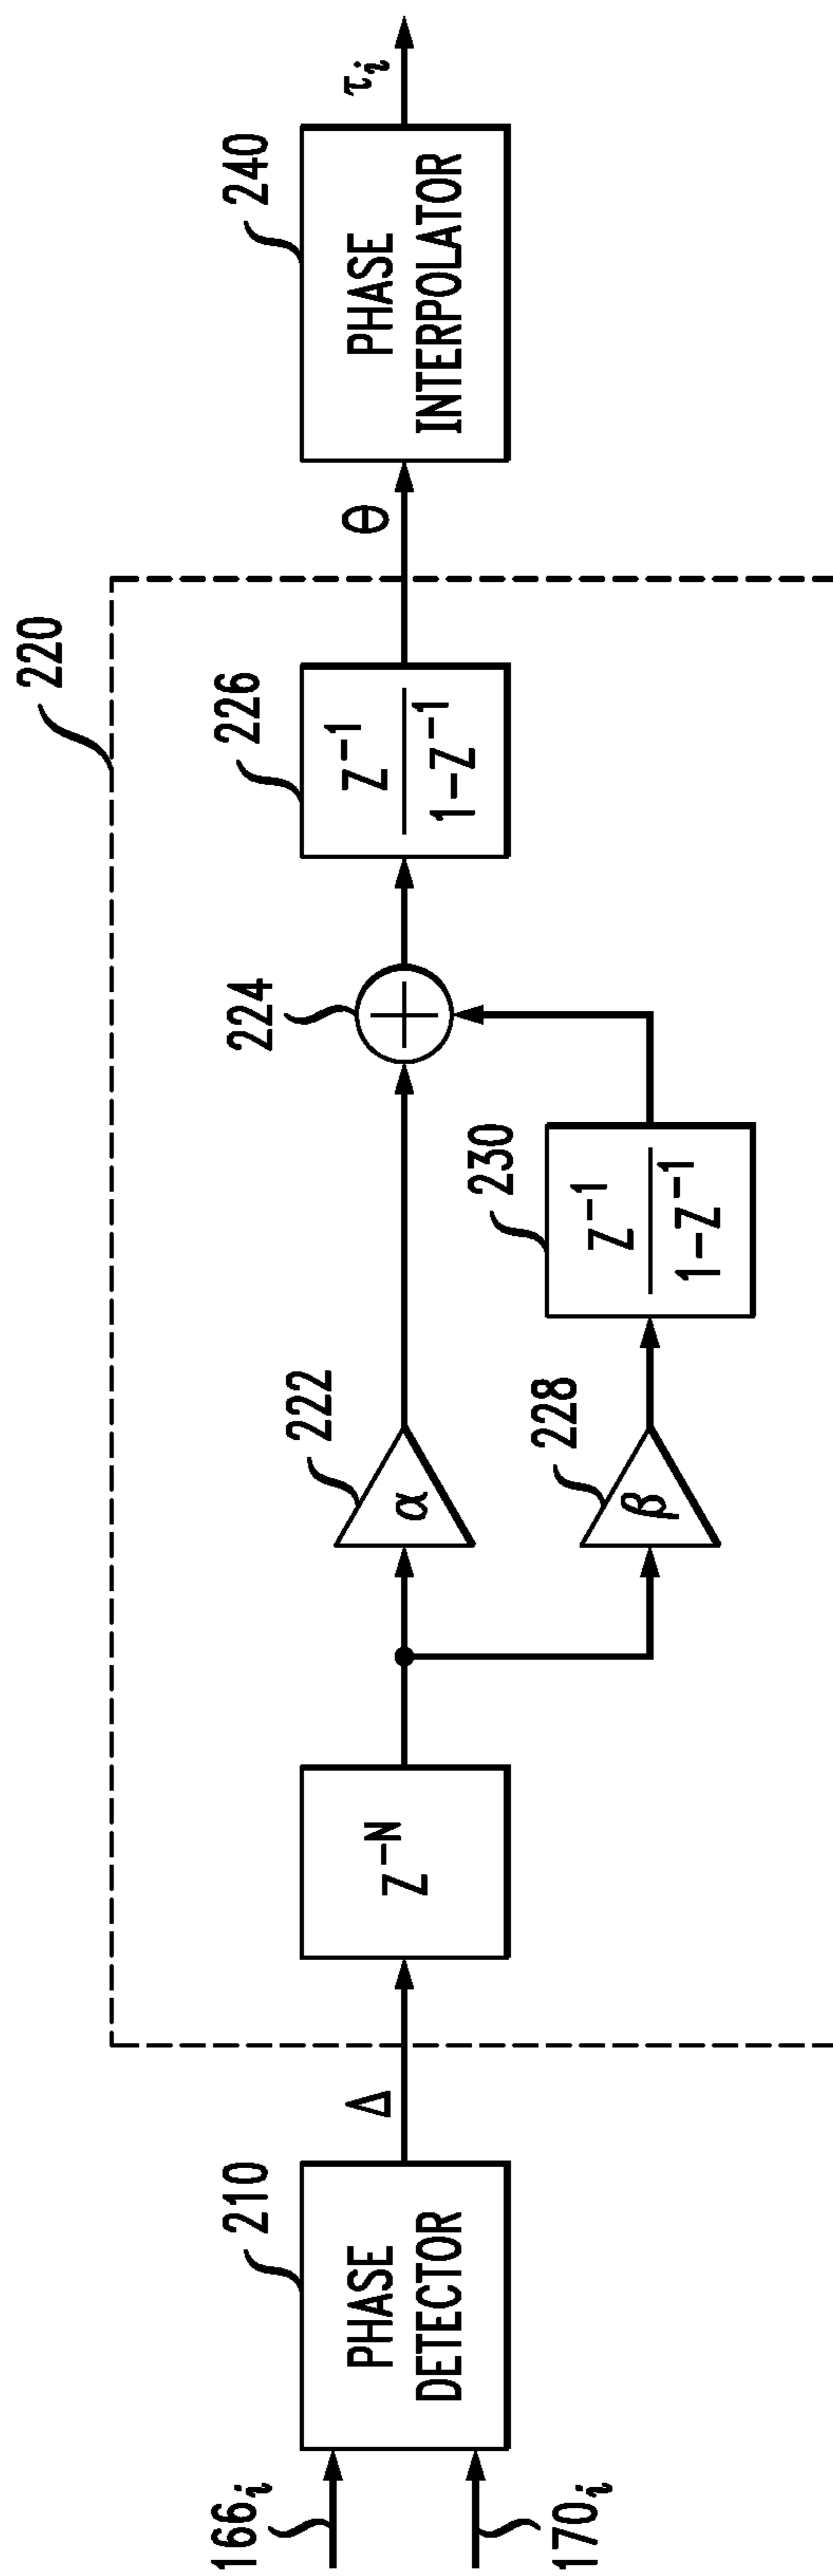 166i
170i
210
PHASE
DETECTOR
Δ
220
Z−N
222
α
228
β
224
230
Z−1
1−Z−1
226
Z−1
1−Z−1
θ
240
PHASE
INTERPOLATOR
τi